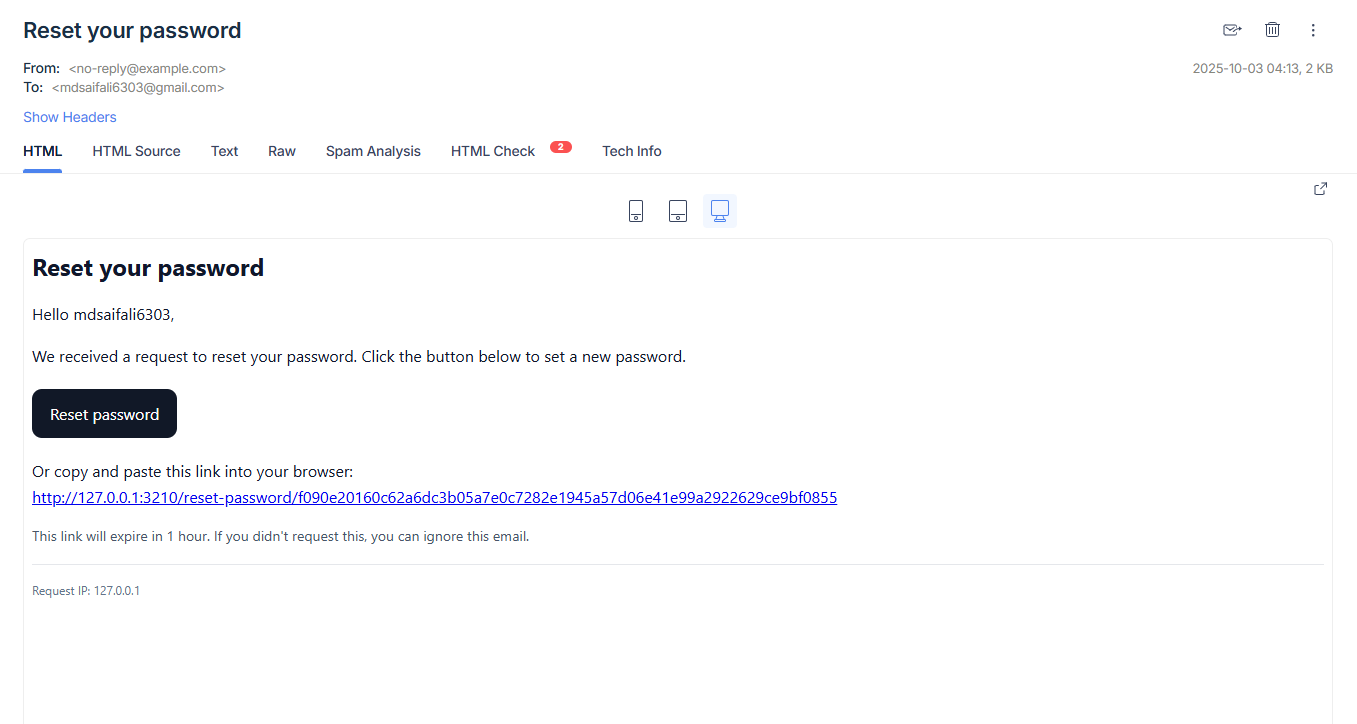 Reset your password
From: <no-reply@example.com>
2025-10-03 04:13, 2 KB
To: <mdsaifali6303@gmail.com>
Show Headers
HTML HTML Source Text Raw Spam Analysis HTML Check 2 Tech Info
Reset your password
Hello mdsaifali6303,
We received a request to reset your password. Click the button below to set a new password.
Reset password
Or copy and paste this link into your browser:
http://127.0.0.1:3210/reset-password/f090e20160c62a6dc3b05a7e0c7282e1945a57d06e41e99a2922629ce9bf0855
This link will expire in 1 hour. If you didn't request this, you can ignore this email.
Request IP: 127.0.0.1